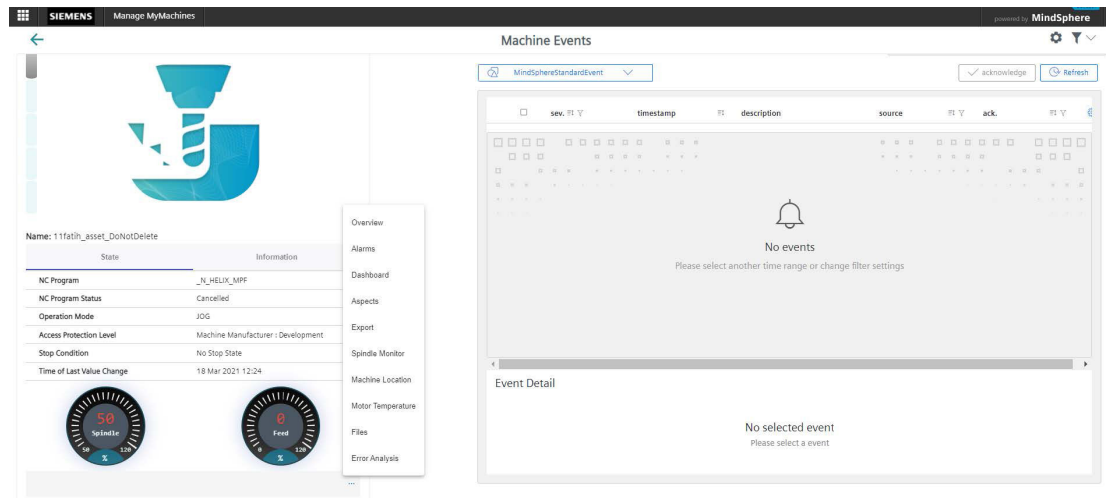 SIEMENS Manage MyMachines powered by MindSphere
Machine Events
MindSphereStandardEvent acknowledge Refresh
sev. timestamp description source ack.
No events
Please select another time range or change filter settings
Event Detail
No selected event
Please select a event
Name: 11fatih_asset_DoNotDelete
State Information
NC Program _N_HELIX_MPF
NC Program Status Cancelled
Operation Mode JOG
Access Protection Level Machine Manufacturer : Development
Stop Condition No Stop State
Time of Last Value Change 18 Mar 2021 12:24
50
Spindle
50 120
%
0
Feed
0 120
%
...
Overview
Alarms
Dashboard
Aspects
Export
Spindle Monitor
Machine Location
Motor Temperature
Files
Error Analysis